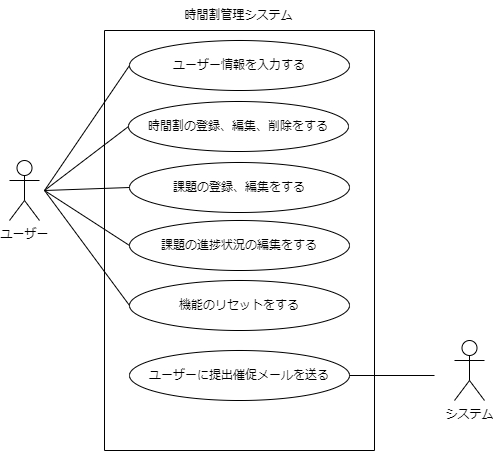 時間割管理システム
ユーザー情報を入力する
時間割の登録、編集、削除をする
課題の登録、編集をする
ユーザー
課題の進捗状況の編集をする
機能のリセットをする
ユーザーに提出催促メールを送る
システム